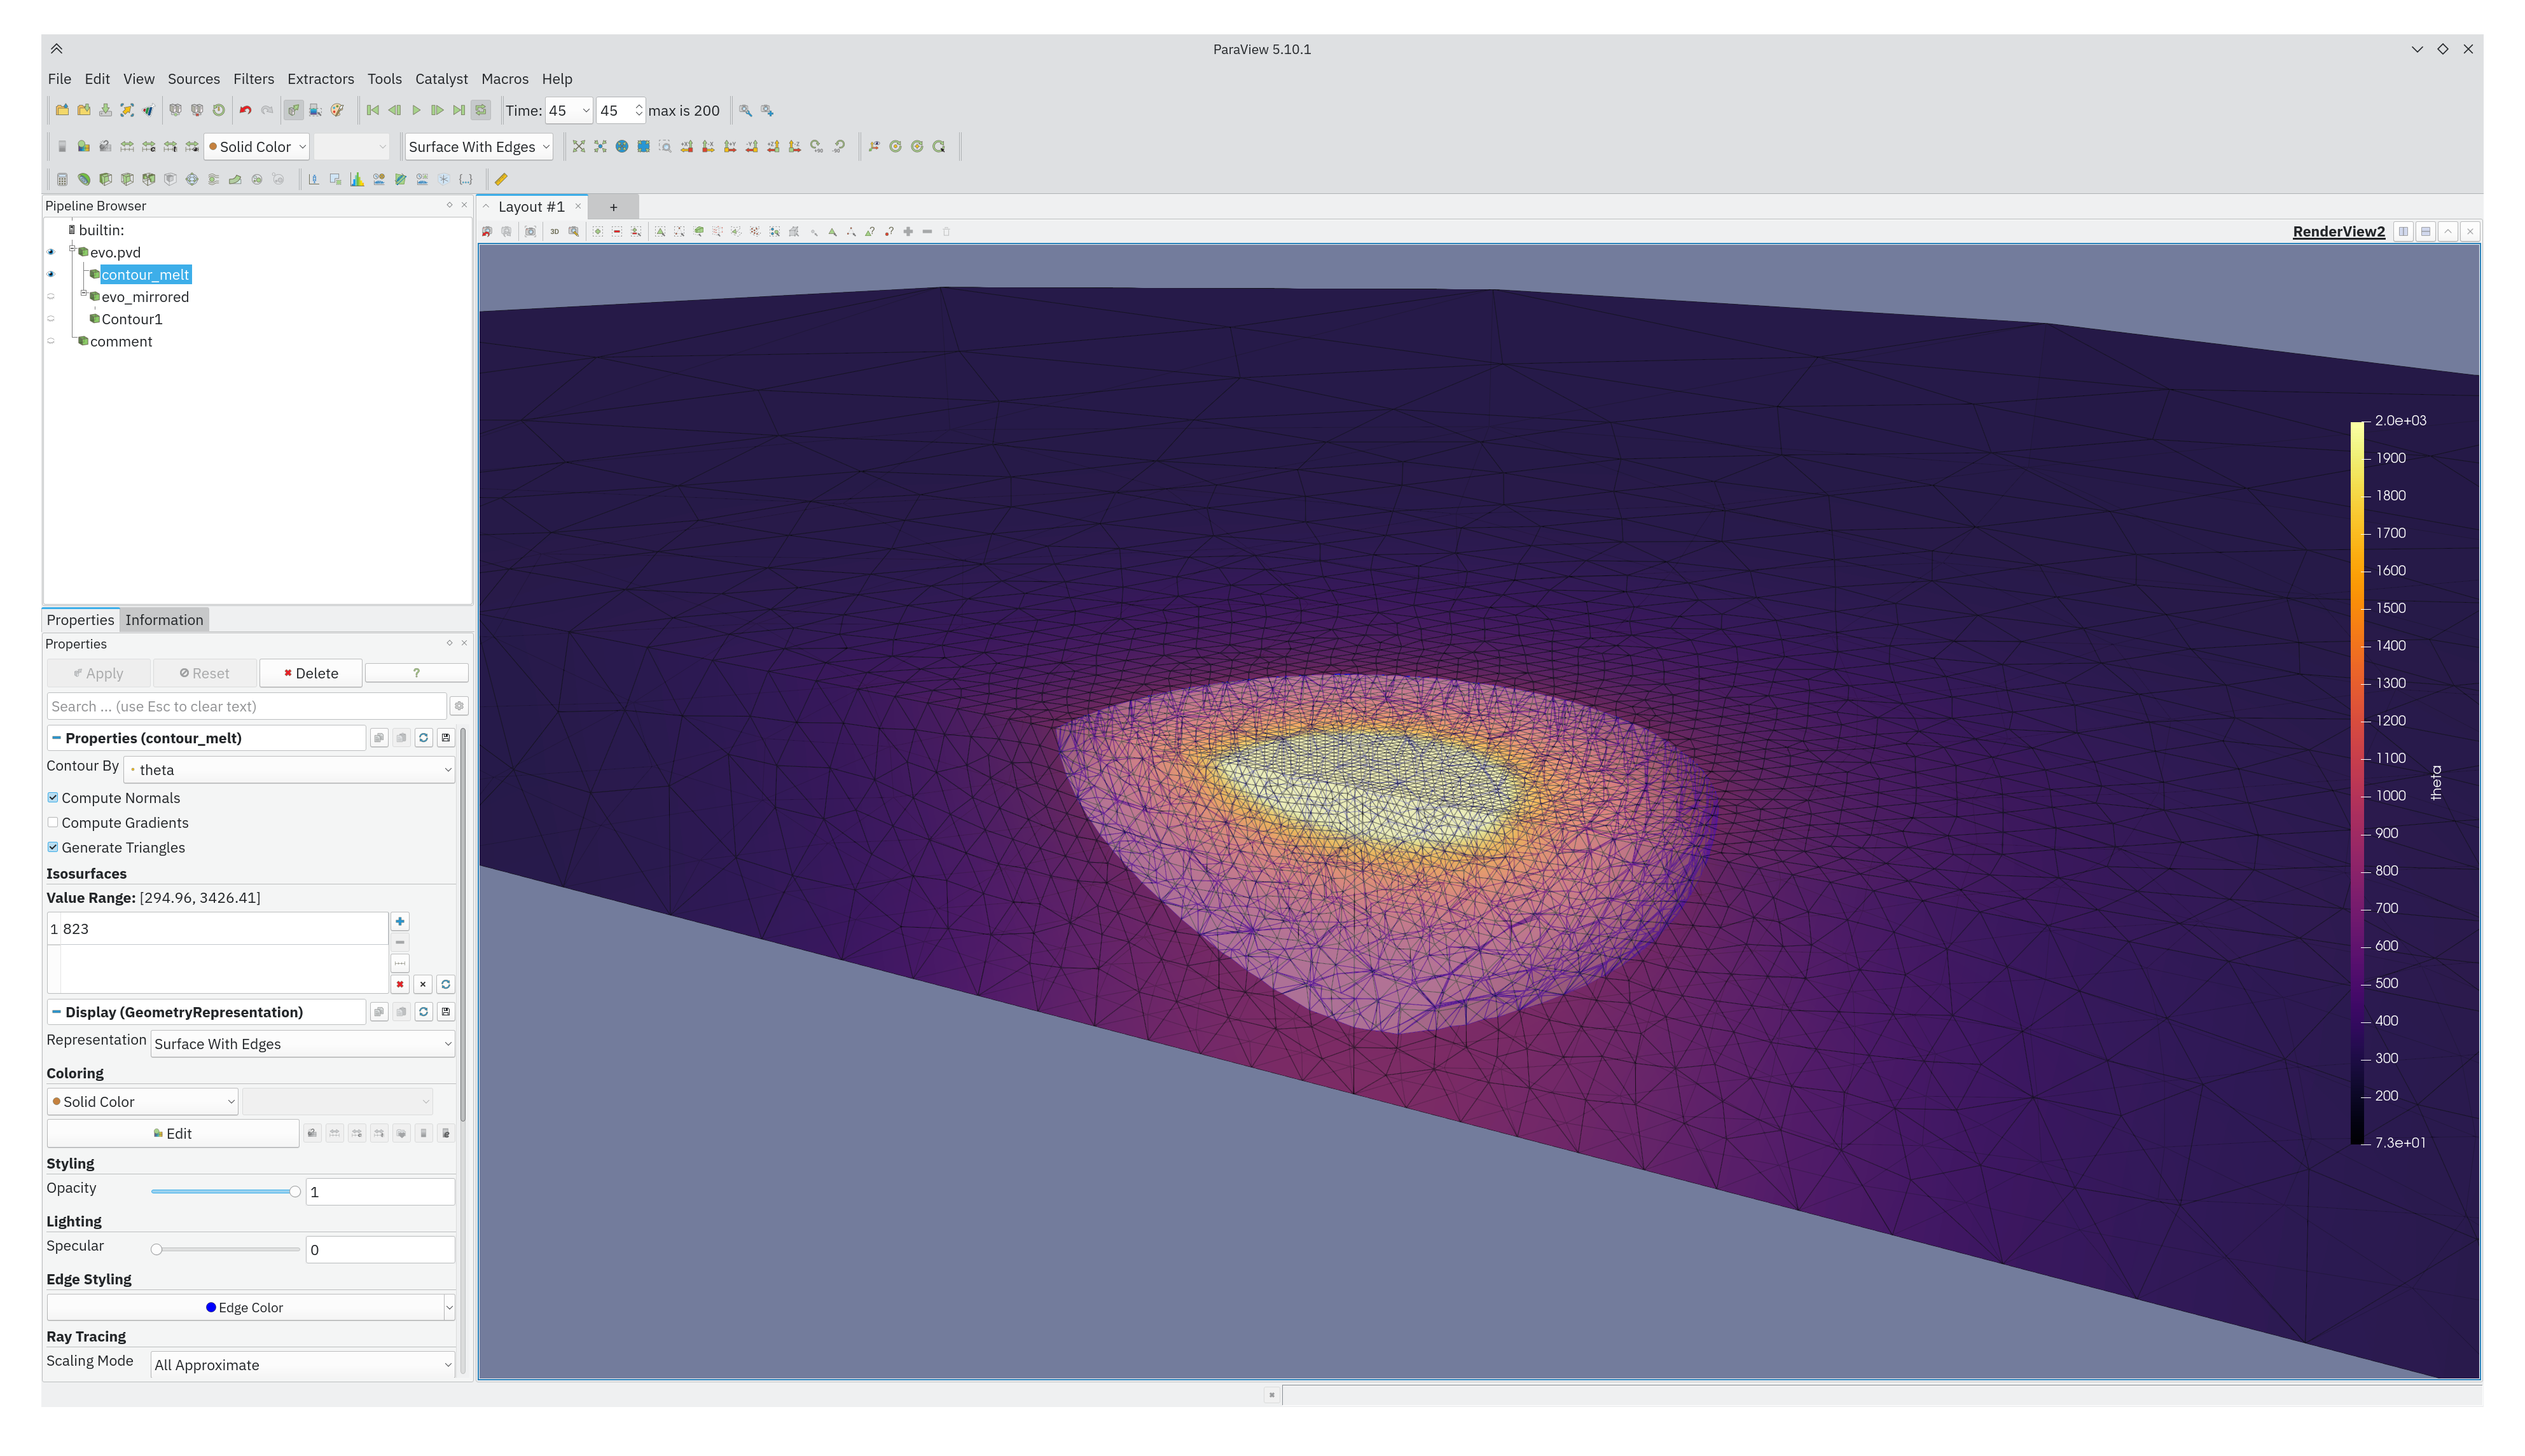 ParaView 5.10.1
File Edit View Sources Filters Extractors Tools Catalyst Macros Help
Time: 45 45 max is 200
Solid Color Surface With Edges
Pipeline Browser
Layout #1 +
builtin:
3D
RenderView2
evo.pvd
contour_melt
evo_mirrored
Contour1
comment
Properties Information
Properties
Apply Reset Delete ?
Search ... (use Esc to clear text)
Properties (contour_melt)
Contour By theta
Compute Normals
Compute Gradients
Generate Triangles
Isosurfaces
Value Range: [294.96, 3426.41]
1 823
Display (GeometryRepresentation)
Representation Surface With Edges
Coloring
Solid Color
Edit
Styling
Opacity 1
Lighting
Specular 0
Edge Styling
Edge Color
Ray Tracing
Scaling Mode All Approximate
2.0e+03
1900
1800
1700
1600
1500
1400
1300
1200
1100
1000
900
800
700
600
500
400
300
200
7.3e+01
theta